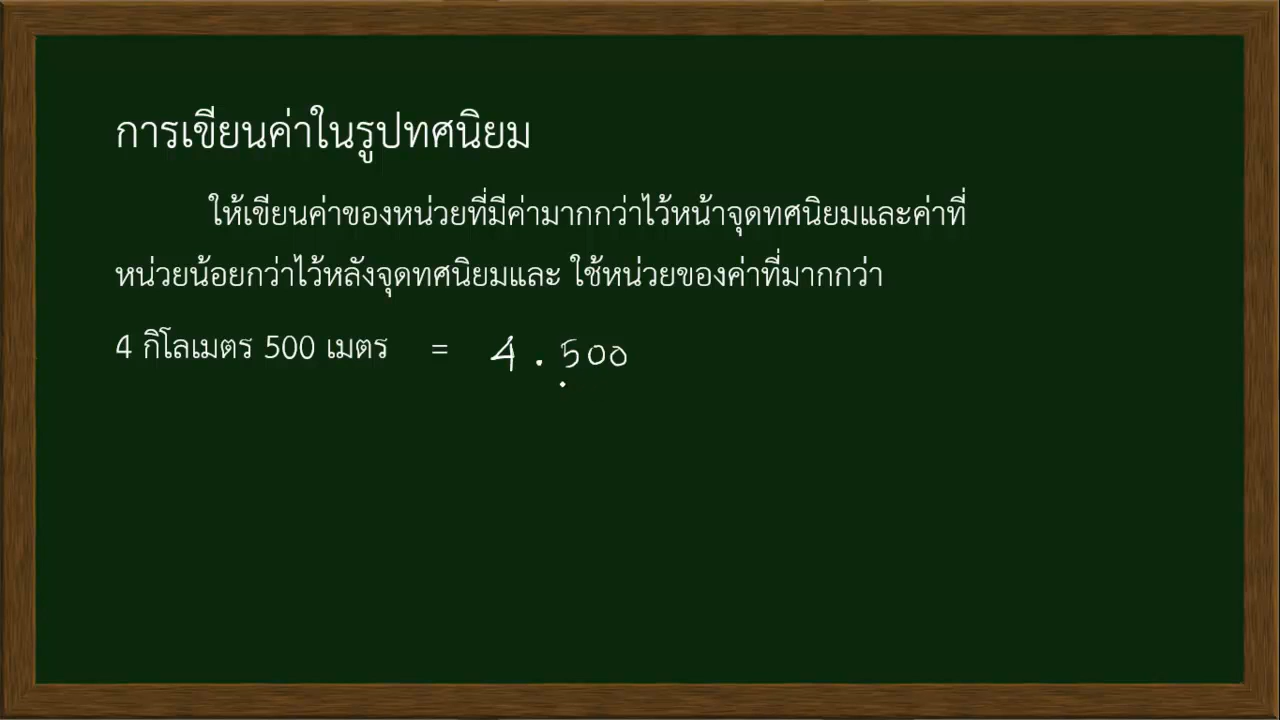 การเขียนค่าในรูปทศนิยม
ให้เขียนค่าของหน่วยที่มีค่ามากกว่าไว้หน้าจุดทศนิยมและค่าที่
หน่วยน้อยกว่าไว้หลังจุดทศนิยมและ ใช้หน่วยของค่าที่มากกว่า
4 กิโลเมตร 500 เมตร = 4.500